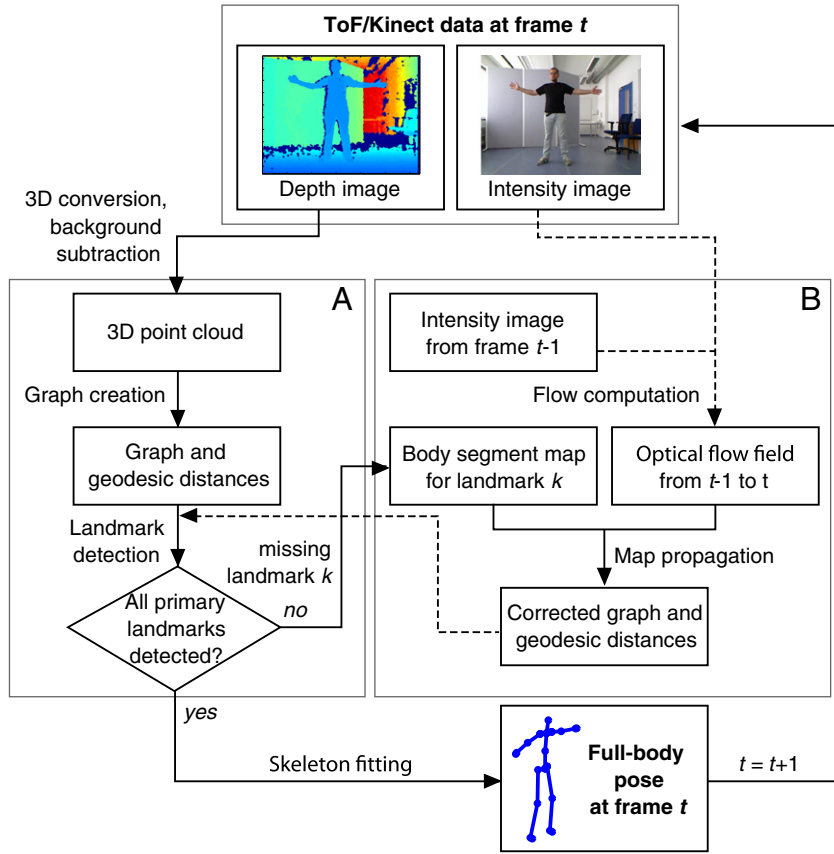 ToF/Kinect data at frame t
Depth image
Intensity image
3D conversion,
background
subtraction
A
3D point cloud
Graph creation
Graph and
geodesic distances
Landmark
detection
missing
landmark k
no
All primary
landmarks
detected?
yes
B
Intensity image
from frame t-1
Flow computation
Body segment map
for landmark k
Optical flow field
from t-1 to t
Map propagation
Corrected graph and
geodesic distances
Skeleton fitting
Full-body
pose
at frame t
t = t+1